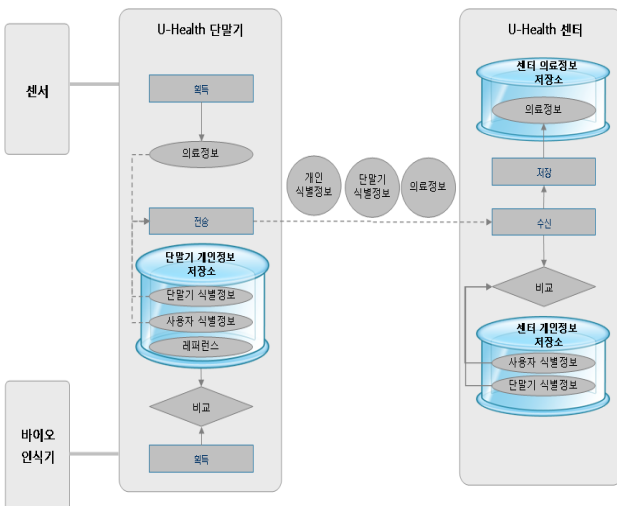 U-Health 단말기
U-Health 센터
센서
획득
의료정보
전송
단말기 개인정보
저장소
단말기 식별정보
사용자 식별정보
레퍼런스
비교
획득
바이오
인식기
개인
식별정보
단말기
식별정보
의료정보
센터 의료정보
저장소
의료정보
저장
수신
비교
센터 개인정보
저장소
사용자 식별정보
단말기 식별정보